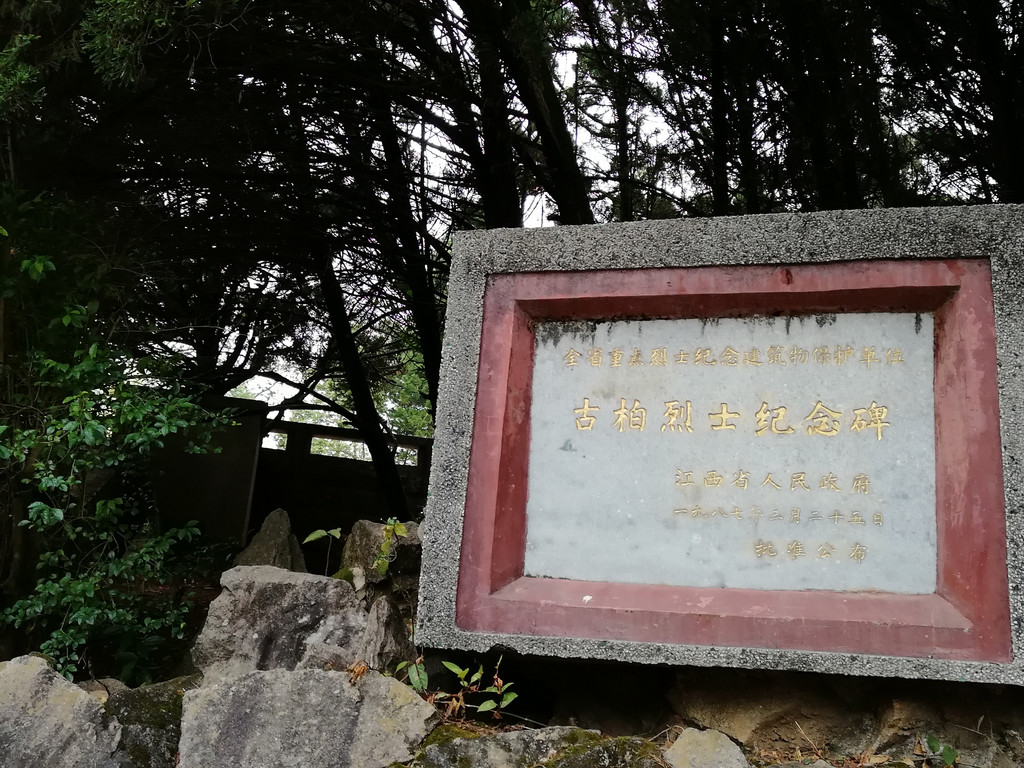 全省重点烈士纪念建筑物保护单位
古柏烈士纪念碑
江西省人民政府
一九八七年三月二十五日
批准公布